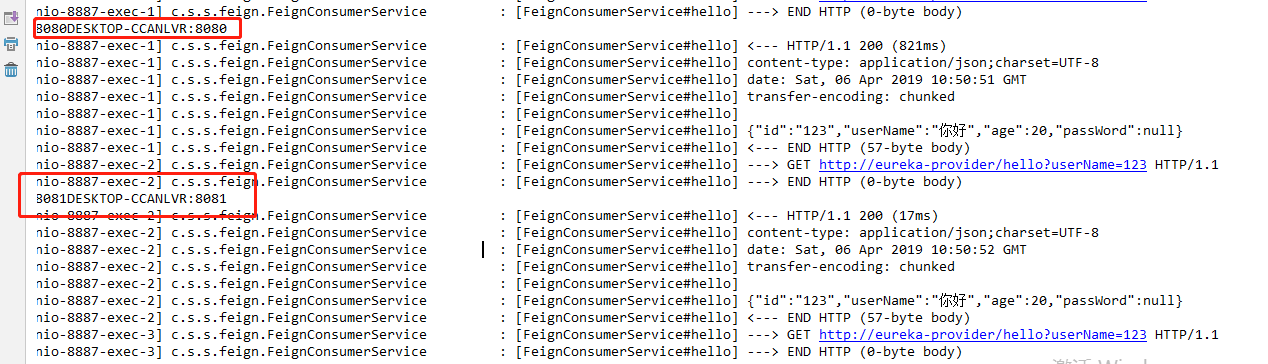 nio-8887-exec-1] c.s.s.feign.FeignConsumerService : [FeignConsumerService#hello] ---> END HTTP (0-byte body)
8080DESKTOP-CCANLVR:8080
nio-8887-exec-1] c.s.s.feign.FeignConsumerService : [FeignConsumerService#hello] <--- HTTP/1.1 200 (821ms)
nio-8887-exec-1] c.s.s.feign.FeignConsumerService : [FeignConsumerService#hello] content-type: application/json;charset=UTF-8
nio-8887-exec-1] c.s.s.feign.FeignConsumerService : [FeignConsumerService#hello] date: Sat, 06 Apr 2019 10:50:51 GMT
nio-8887-exec-1] c.s.s.feign.FeignConsumerService : [FeignConsumerService#hello] transfer-encoding: chunked
nio-8887-exec-1] c.s.s.feign.FeignConsumerService : [FeignConsumerService#hello]
nio-8887-exec-1] c.s.s.feign.FeignConsumerService : [FeignConsumerService#hello] {"id":"123","userName":"你好","age":20,"passWord":null}
nio-8887-exec-1] c.s.s.feign.FeignConsumerService : [FeignConsumerService#hello] <--- END HTTP (57-byte body)
nio-8887-exec-2] c.s.s.feign.FeignConsumerService : [FeignConsumerService#hello] ---> GET http://eureka-provider/hello?userName=123 HTTP/1.1
nio-8887-exec-2] c.s.s.feign.FeignConsumerService : [FeignConsumerService#hello] ---> END HTTP (0-byte body)
8081DESKTOP-CCANLVR:8081
nio-8887-exec-2] c.s.s.feign.FeignConsumerService : [FeignConsumerService#hello] <--- HTTP/1.1 200 (17ms)
nio-8887-exec-2] c.s.s.feign.FeignConsumerService : [FeignConsumerService#hello] content-type: application/json;charset=UTF-8
nio-8887-exec-2] c.s.s.feign.FeignConsumerService : [FeignConsumerService#hello] date: Sat, 06 Apr 2019 10:50:52 GMT
nio-8887-exec-2] c.s.s.feign.FeignConsumerService : [FeignConsumerService#hello] transfer-encoding: chunked
nio-8887-exec-2] c.s.s.feign.FeignConsumerService : [FeignConsumerService#hello]
nio-8887-exec-2] c.s.s.feign.FeignConsumerService : [FeignConsumerService#hello] {"id":"123","userName":"你好","age":20,"passWord":null}
nio-8887-exec-2] c.s.s.feign.FeignConsumerService : [FeignConsumerService#hello] <--- END HTTP (57-byte body)
nio-8887-exec-3] c.s.s.feign.FeignConsumerService : [FeignConsumerService#hello] ---> GET http://eureka-provider/hello?userName=123 HTTP/1.1
nio-8887-exec-3] c.s.s.feign.FeignConsumerService : [FeignConsumerService#hello] ---> END HTTP (0-byte body)